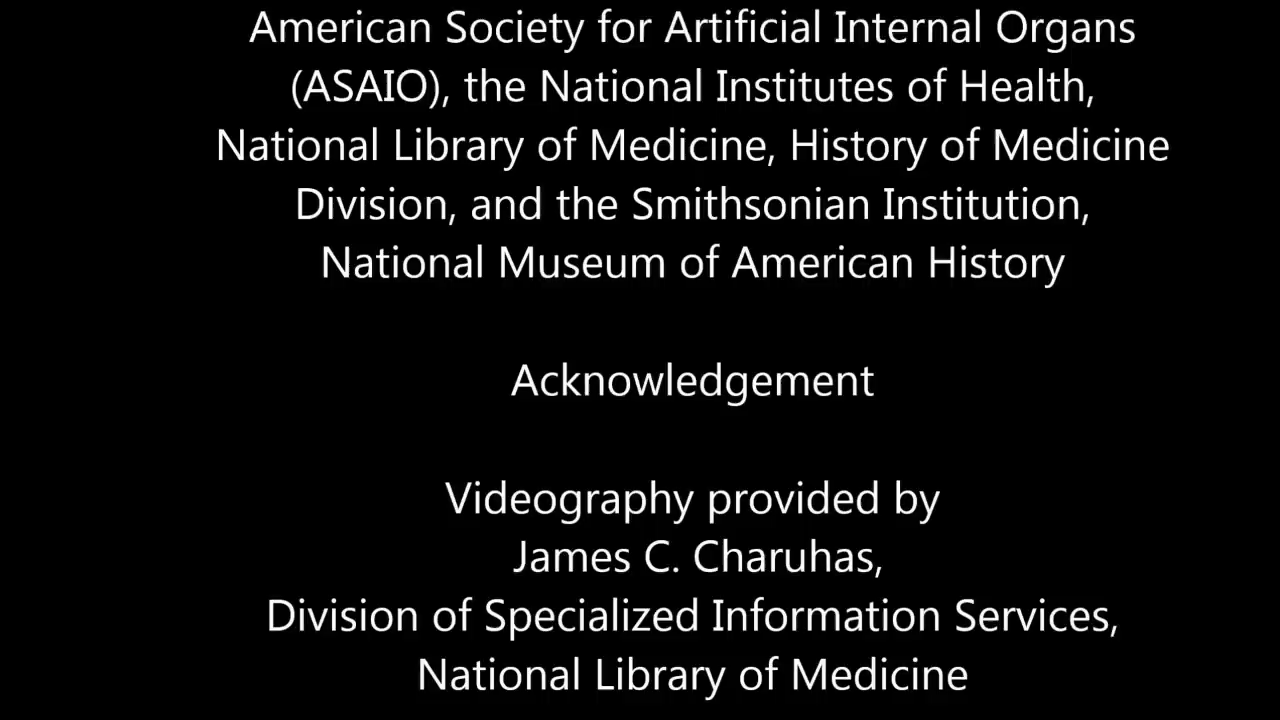 American Society for Artificial Internal Organs
(ASAIO), the National Institutes of Health,
National Library of Medicine, History of Medicine
Division, and the Smithsonian Institution,
National Museum of American History
Acknowledgement
Videography provided by
James C. Charuhas,
Division of Specialized Information Services,
National Library of Medicine